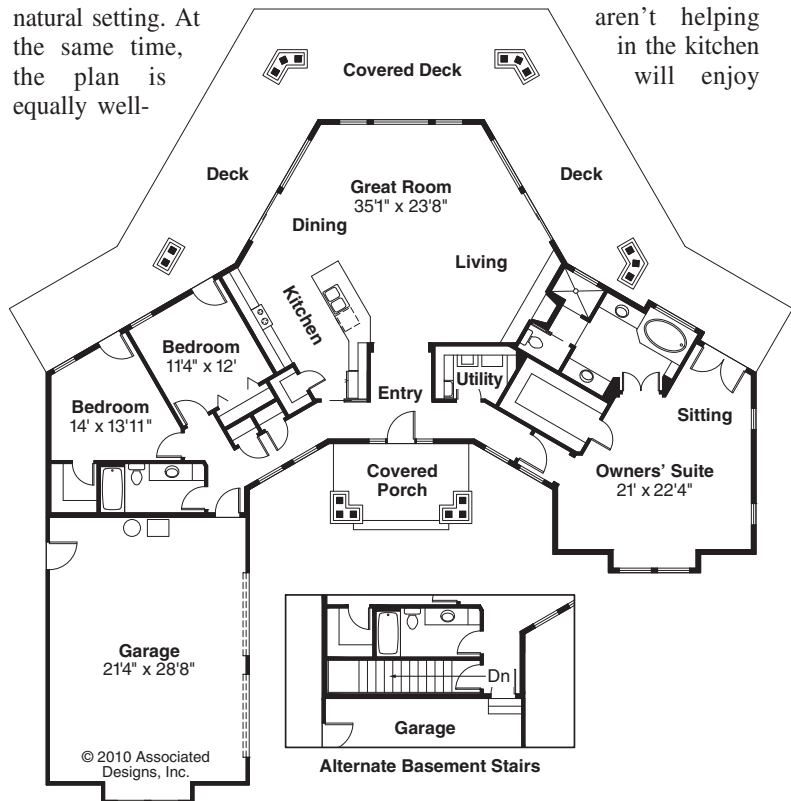 natural setting. At
the same time,
the plan is
equally well-
aren't helping
in the kitchen
will enjoy
Covered Deck
Deck
Deck
Great Room
35'1" x 23'8"
Dining
Living
Kitchen
Bedroom
11'4" x 12'
Bedroom
14' x 13'11"
Entry
Utility
Sitting
Owners' Suite
21' x 22'4"
Covered
Porch
Garage
21'4" x 28'8"
© 2010 Associated
Designs, Inc.
Dn
Garage
Alternate Basement Stairs